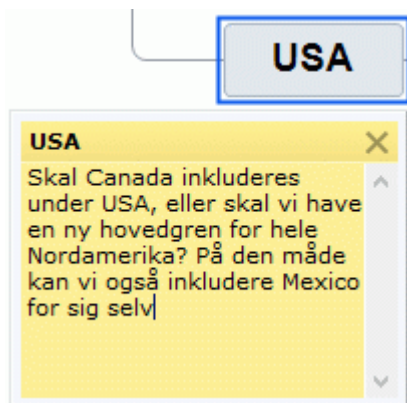 USA
USA
Skal Canada inkluderes
under USA, eller skal vi have
en ny hovedgren for hele
Nordamerika? På den måde
kan vi også inkludere Mexico
for sig selv